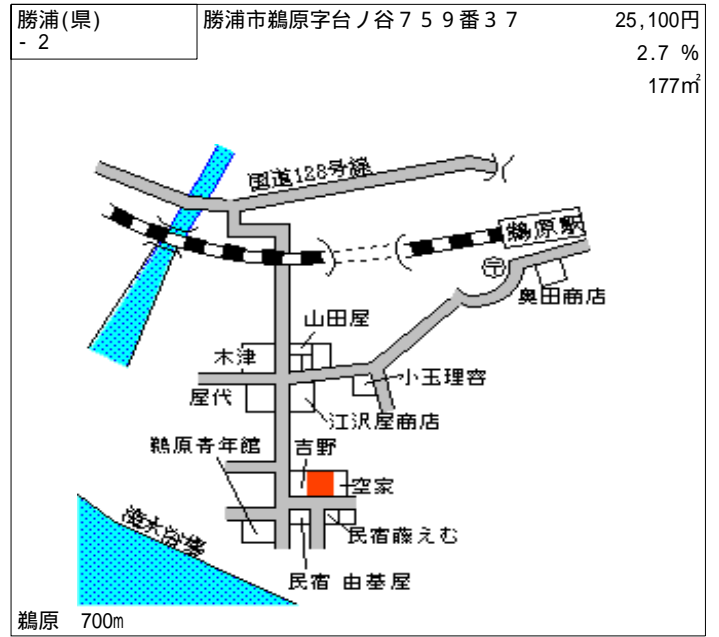 勝浦(県)
- 2
勝浦市鵜原字台ノ谷７５９番３７
25,100円
2.7 %
177㎡
国道128号線
鵜原駅
〒
奥田商店
山田屋
木津
小玉理容
屋代
江沢屋商店
鵜原青年館
吉野
空家
海水浴場
民宿藤えむ
民宿 由基屋
鵜原 700m